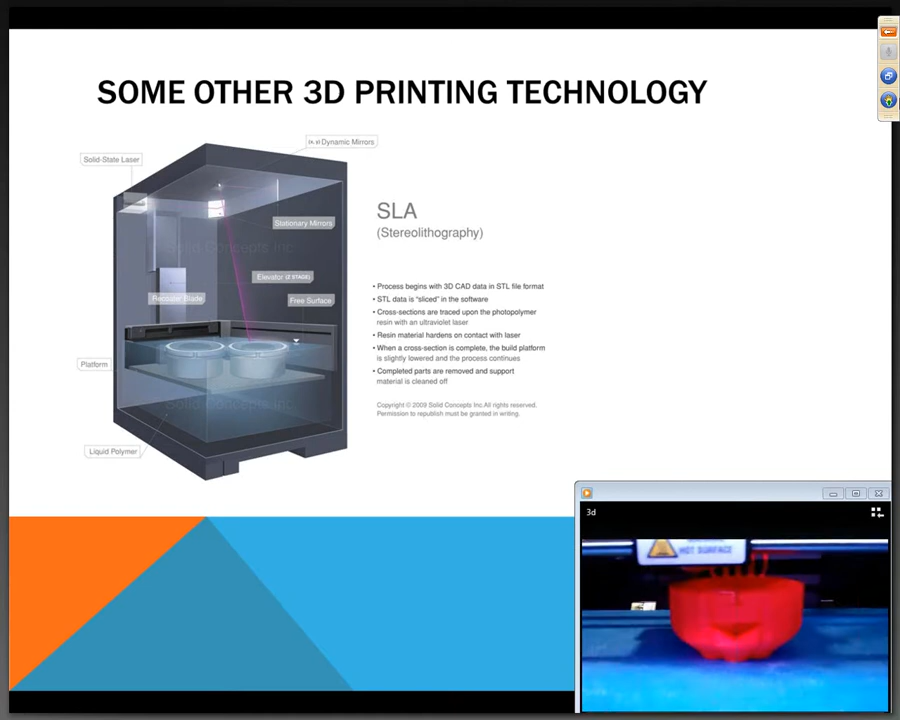 SOME OTHER 3D PRINTING TECHNOLOGY
(x, y) Dynamic Mirrors
Solid-State Laser
Stationary Mirrors
Solid Concepts Inc
Elevator (Z STAGE)
Recoater Blade
Free Surface
Platform
Solid Concepts Inc
Liquid Polymer
SLA
(Stereolithography)
• Process begins with 3D CAD data in STL file format
• STL data is “sliced” in the software
• Cross-sections are traced upon the photopolymer
resin with an ultraviolet laser
• Resin material hardens on contact with laser
• When a cross-section is complete, the build platform
is slightly lowered and the process continues
• Completed parts are removed and support
material is cleaned off
Copyright © 2009 Solid Concepts Inc.All rights reserved.
Permission to republish must be granted in writing.
3d
HOT SURFACE